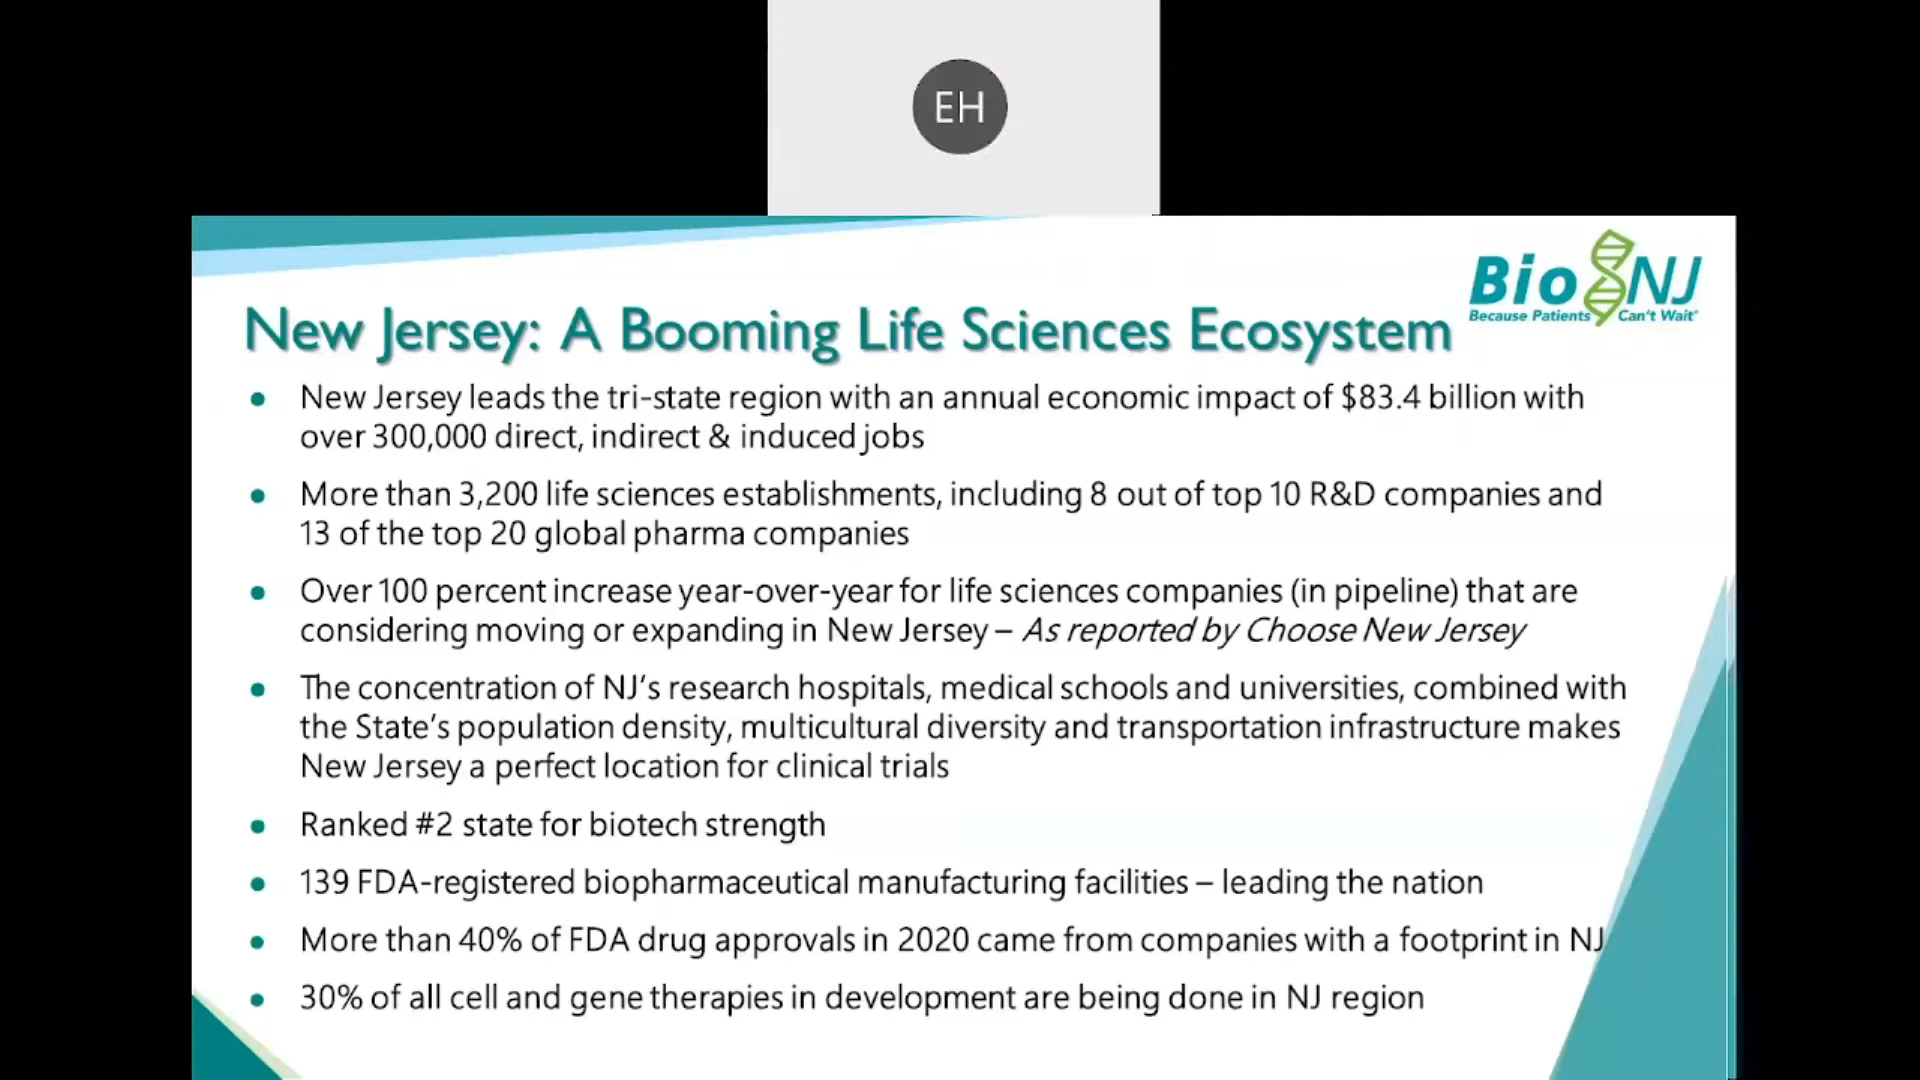 EH
Bio NJ
Because Patients Can't Wait®
New Jersey: A Booming Life Sciences Ecosystem
• New Jersey leads the tri-state region with an annual economic impact of $83.4 billion with
over 300,000 direct, indirect & induced jobs
• More than 3,200 life sciences establishments, including 8 out of top 10 R&D companies and
13 of the top 20 global pharma companies
• Over 100 percent increase year-over-year for life sciences companies (in pipeline) that are
considering moving or expanding in New Jersey – As reported by Choose New Jersey
• The concentration of NJ's research hospitals, medical schools and universities, combined with
the State's population density, multicultural diversity and transportation infrastructure makes
New Jersey a perfect location for clinical trials
• Ranked #2 state for biotech strength
• 139 FDA-registered biopharmaceutical manufacturing facilities – leading the nation
• More than 40% of FDA drug approvals in 2020 came from companies with a footprint in NJ
• 30% of all cell and gene therapies in development are being done in NJ region